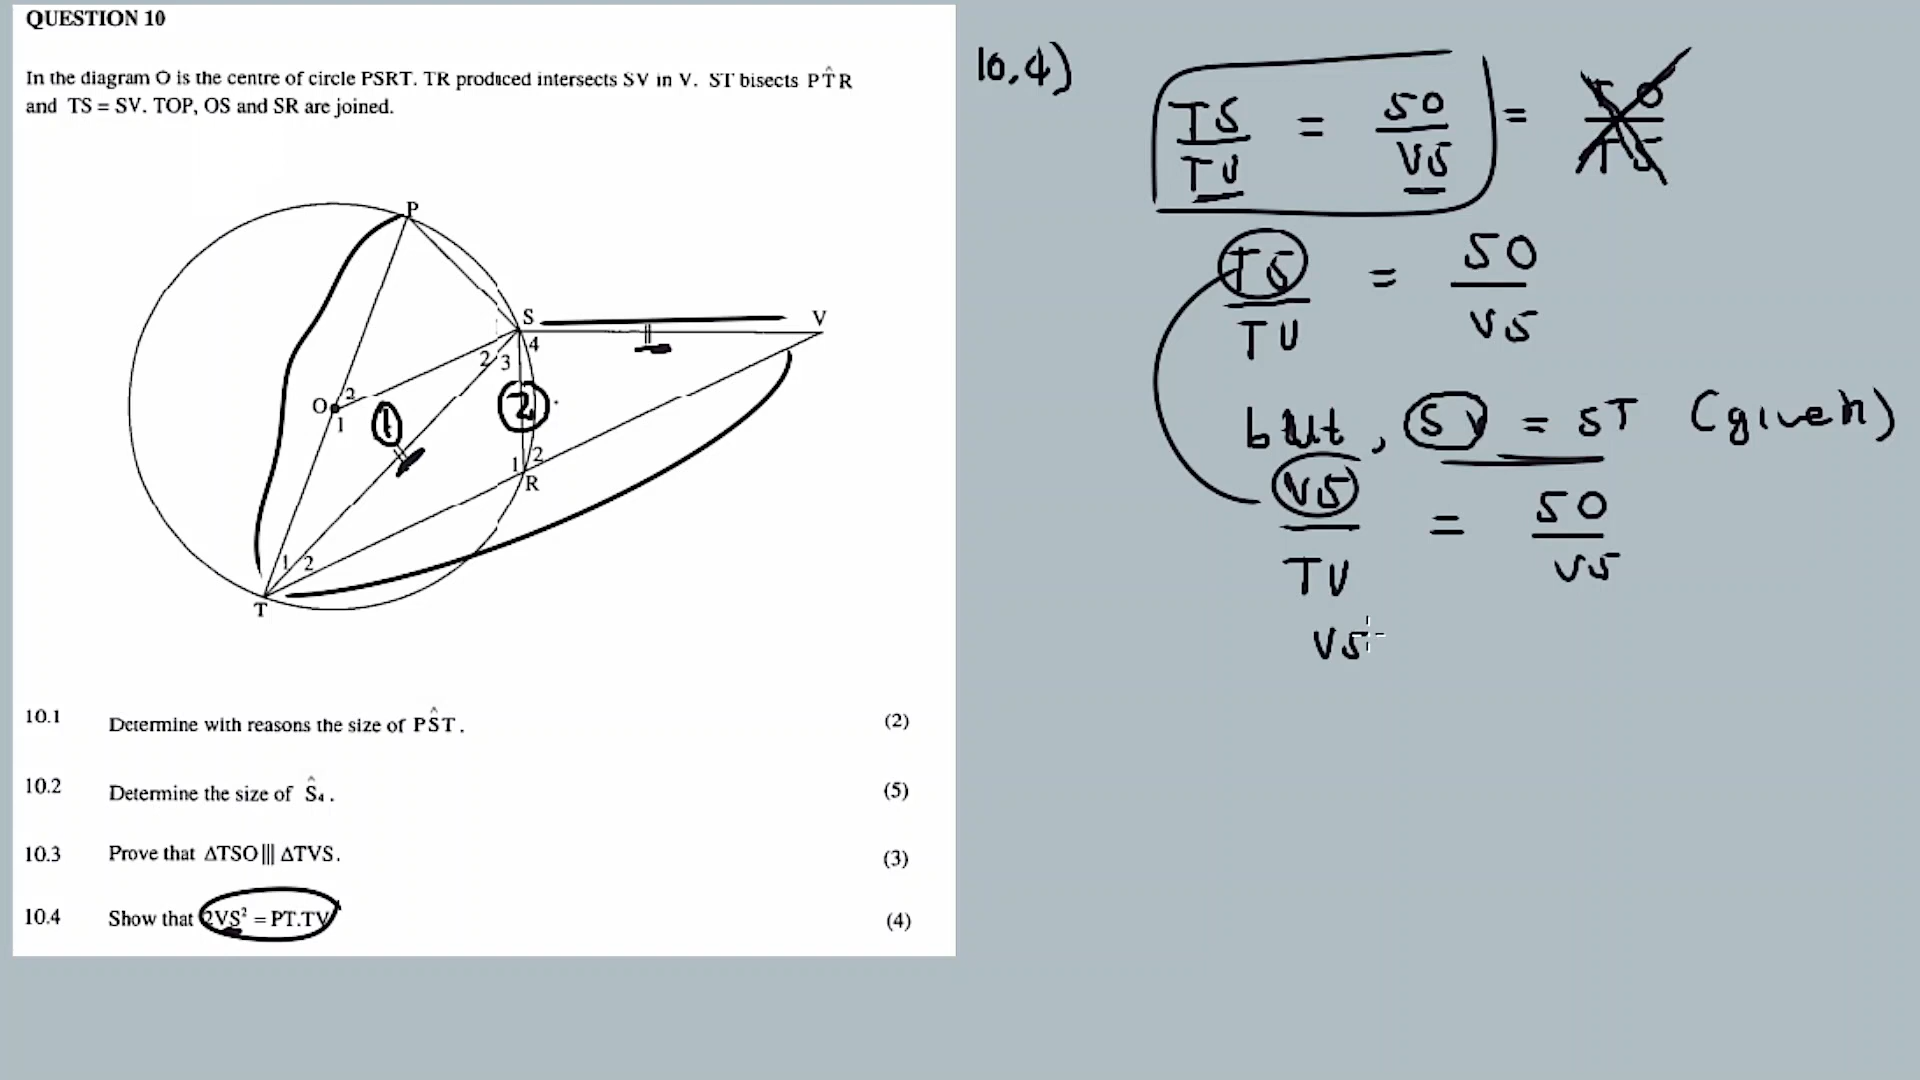 QUESTION 10
In the diagram O is the centre of circle PSRT. TR produced intersects SV in V. ST bisects PT̂R
and TS = SV. TOP, OS and SR are joined.
P
S
V
4
2
3
O
2
1
1
2
1
2
R
1
2
T
10.1 Determine with reasons the size of PŜT. (2)
10.2 Determine the size of Ŝ₄. (5)
10.3 Prove that ΔTSO ||| ΔTVS. (3)
10.4 Show that 2VS² = PT.TV (4)
10,4)
TS/TV = SO/VS =
TS/TV = SO/VS
but, SV = ST (given)
VS/TV = SO/VS
VS